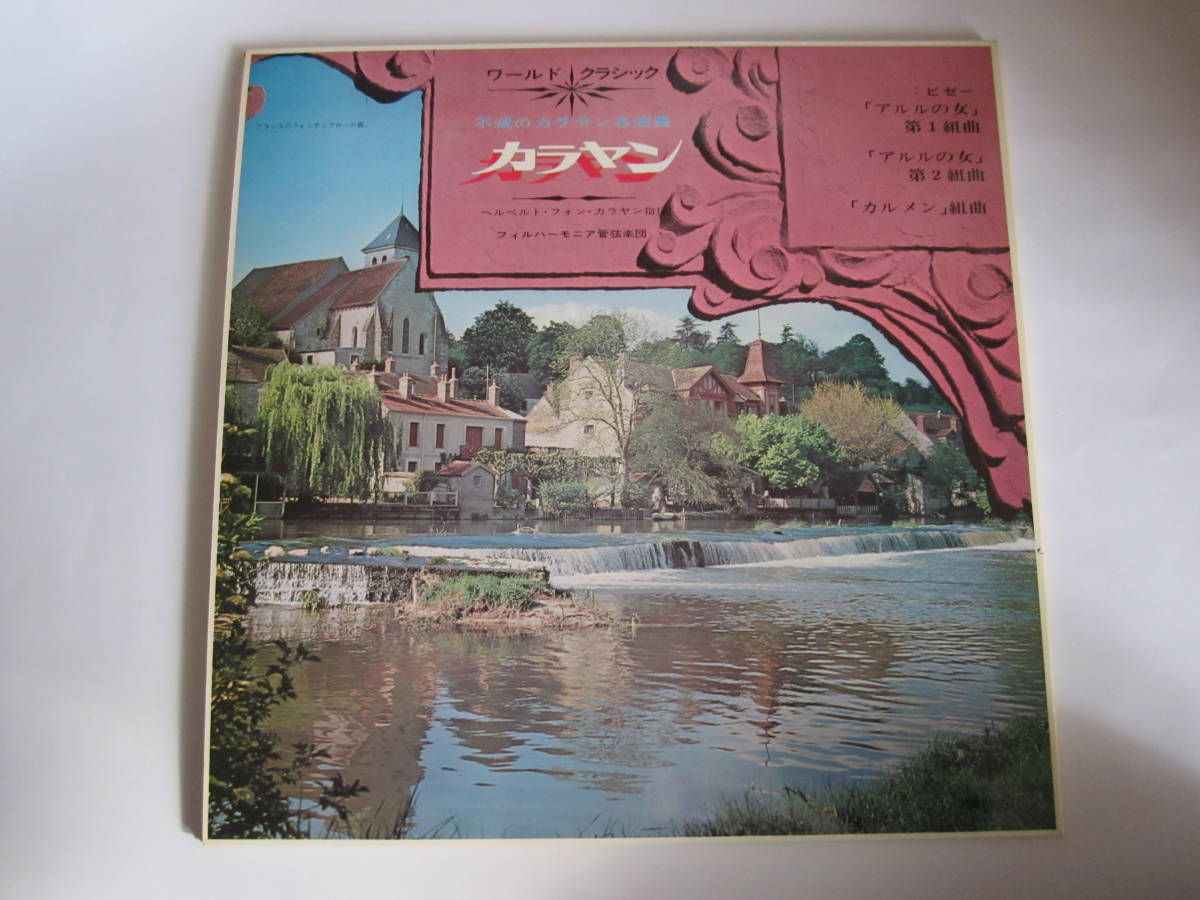 ワールド クラシック
不滅のカラヤン名演集
カラヤン
ヘルベルト・フォン・カラヤン指
フィルハーモニア管弦楽団
:ビゼー
「アルルの女」
第1組曲
「アルルの女」
第2組曲
「カルメン」組曲
フランスのフォンテンブローの森。